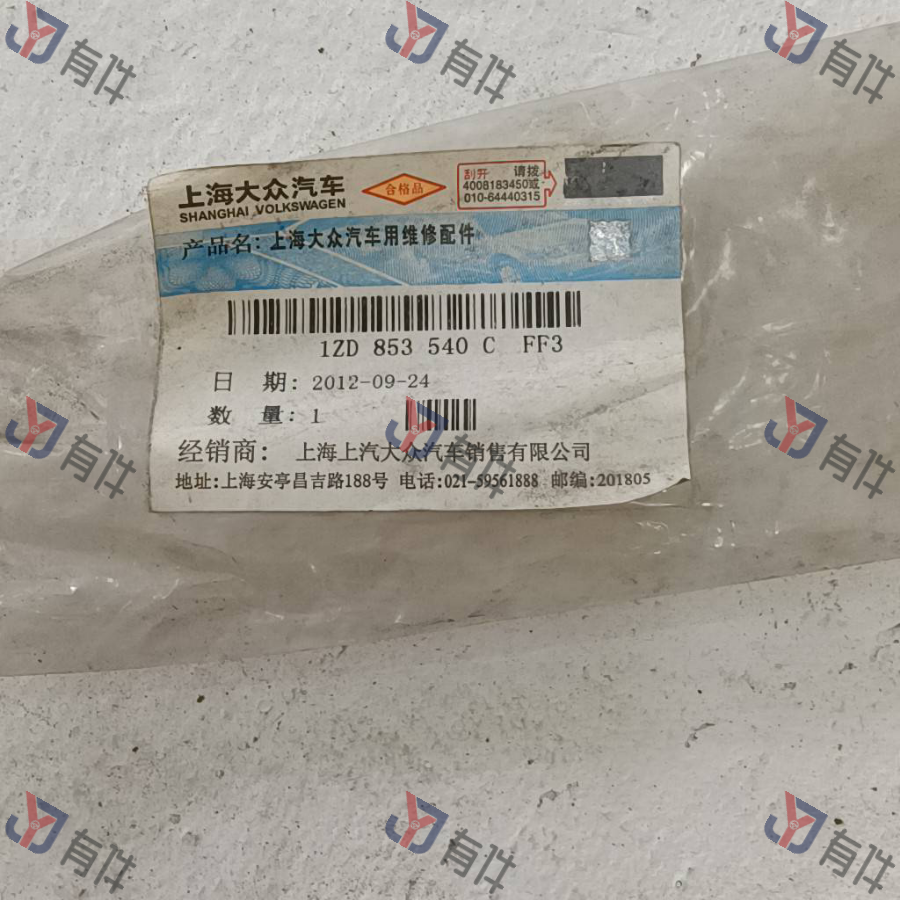 上海大众汽车
SHANGHAI VOLKSWAGEN
合格品
刮开 请拨
4008183450或
010-64440315
产品名:上海大众汽车用维修配件
1ZD 853 540 C FF3
日 期: 2012-09-24
数 量: 1
经销商: 上海上汽大众汽车销售有限公司
地址:上海安亭昌吉路188号 电话:021-59561888 邮编:201805
有件
有件
有件
有件
有件
有件
有件
有件
有件